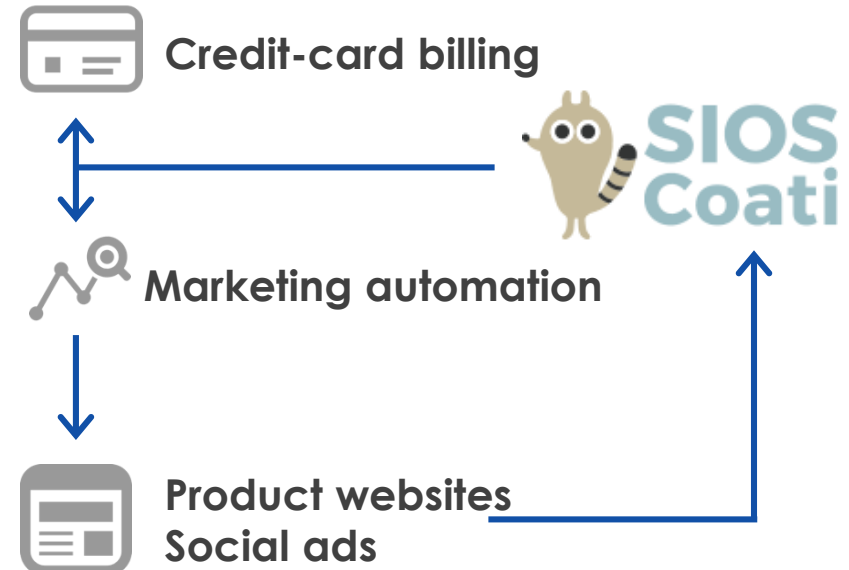 Credit-card billing
SIOS
Coati
Marketing automation
Product websites
Social ads